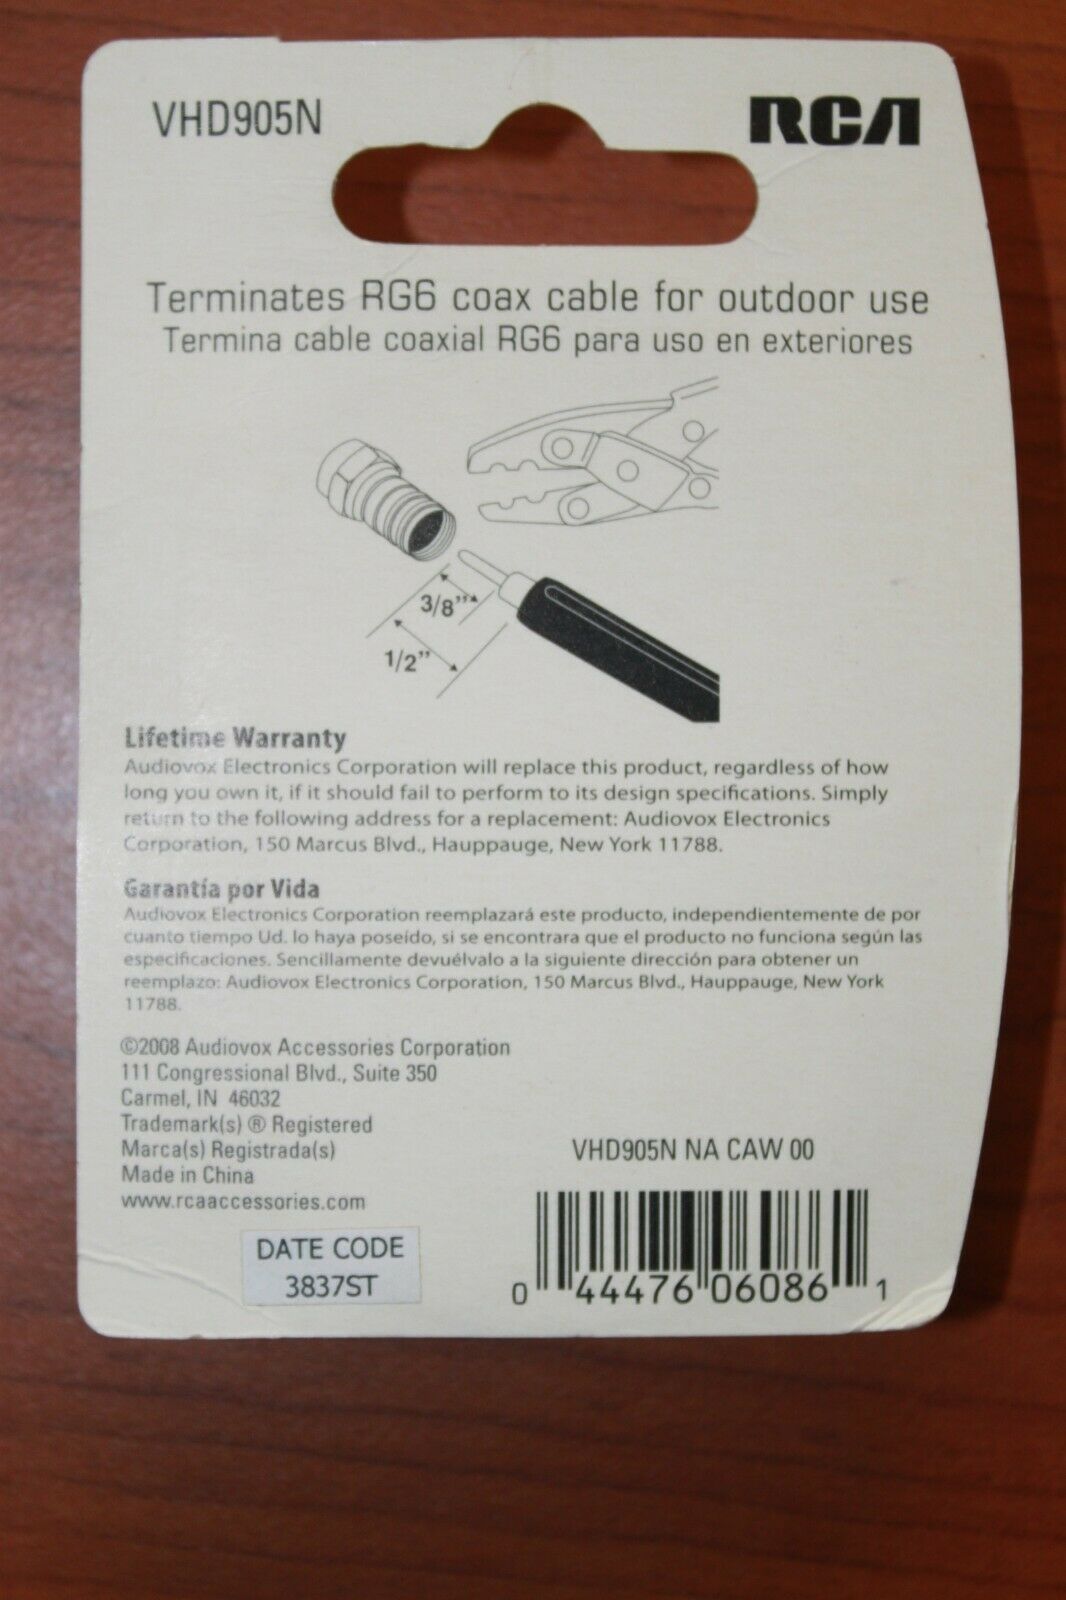 VHD905N
RCA
Terminates RG6 coax cable for outdoor use
Termina cable coaxial RG6 para uso en exteriores
3/8"
1/2"
Lifetime Warranty
Audiovox Electronics Corporation will replace this product, regardless of how
long you own it, if it should fail to perform to its design specifications. Simply
return to the following address for a replacement: Audiovox Electronics
Corporation, 150 Marcus Blvd., Hauppauge, New York 11788.
Garantía por Vida
Audiovox Electronics Corporation reemplazará este producto, independientemente de por
cuanto tiempo Ud. lo haya poseído, si se encontrara que el producto no funciona según las
especificaciones. Sencillamente devuélvalo a la siguiente dirección para obtener un
reemplazo: Audiovox Electronics Corporation, 150 Marcus Blvd., Hauppauge, New York
11788.
©2008 Audiovox Accessories Corporation
111 Congressional Blvd., Suite 350
Carmel, IN 46032
Trademark(s) ® Registered
Marca(s) Registrada(s)
Made in China
www.rcaaccessories.com
VHD905N NA CAW 00
DATE CODE
3837ST
0 44476 06086 1